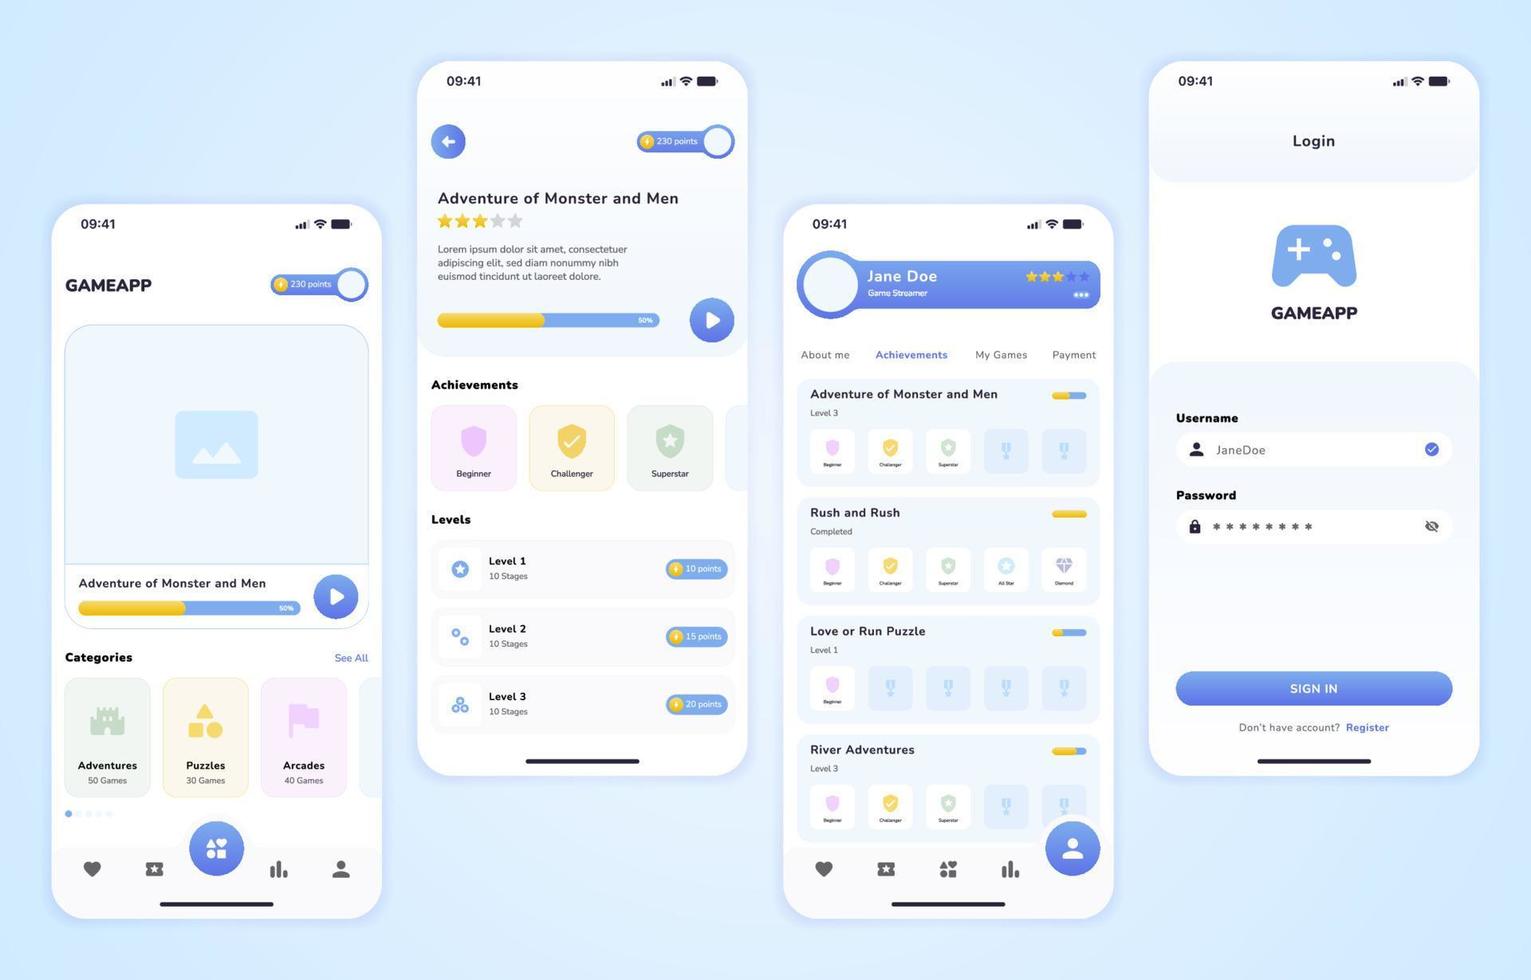 09:41
GAMEAPP
230 points
Adventure of Monster and Men
50%
Categories
See All
Adventures
50 Games
Puzzles
30 Games
Arcades
40 Games
09:41
230 points
Adventure of Monster and Men
Lorem ipsum dolor sit amet, consectetuer
adipiscing elit, sed diam nonummy nibh
euismod tincidunt ut laoreet dolore.
50%
Achievements
Beginner
Challenger
Superstar
Levels
Level 1
10 Stages
10 points
Level 2
10 Stages
15 points
Level 3
10 Stages
20 points
09:41
Jane Doe
Game Streamer
About me
Achievements
My Games
Payment
Adventure of Monster and Men
Level 3
Beginner
Challenger
Superstar
Rush and Rush
Completed
Beginner
Challenger
Superstar
All Star
Diamond
Love or Run Puzzle
Level 1
Beginner
River Adventures
Level 3
Beginner
Challenger
Superstar
09:41
Login
GAMEAPP
Username
JaneDoe
Password
********
SIGN IN
Don't have account? Register